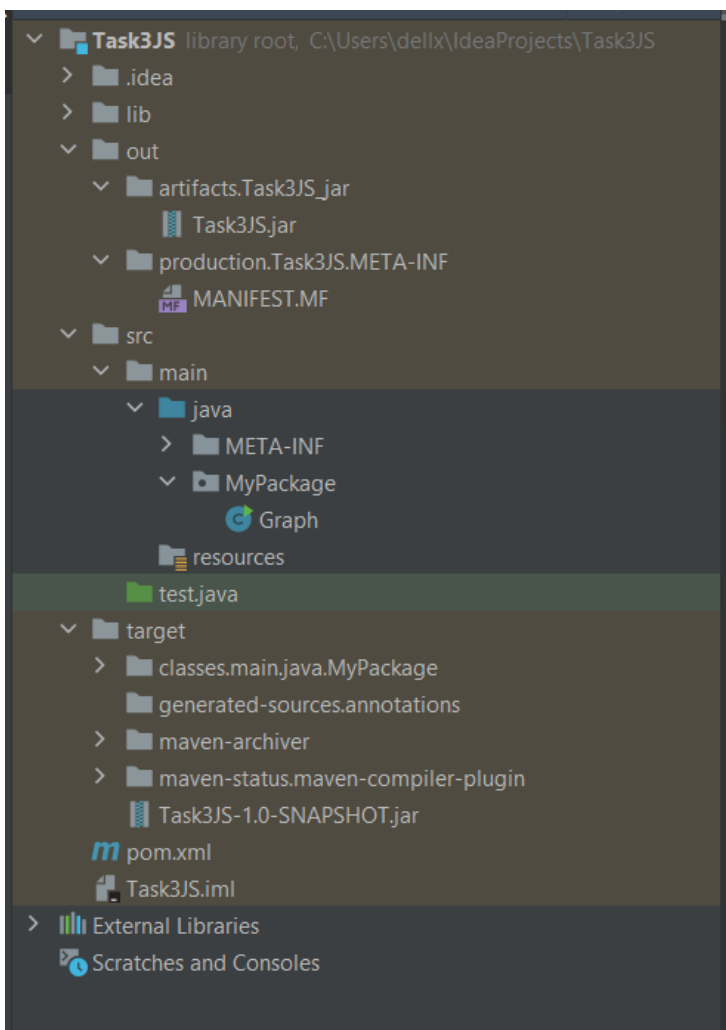 Task3JS library root, C:\Users\dellx\IdeaProjects\Task3JS
.idea
lib
out
artifacts.Task3JS_jar
Task3JS.jar
production.Task3JS.META-INF
MF MANIFEST.MF
src
main
java
META-INF
MyPackage
C Graph
resources
test.java
target
classes.main.java.MyPackage
generated-sources.annotations
maven-archiver
maven-status.maven-compiler-plugin
Task3JS-1.0-SNAPSHOT.jar
m pom.xml
Task3JS.iml
External Libraries
Scratches and Consoles